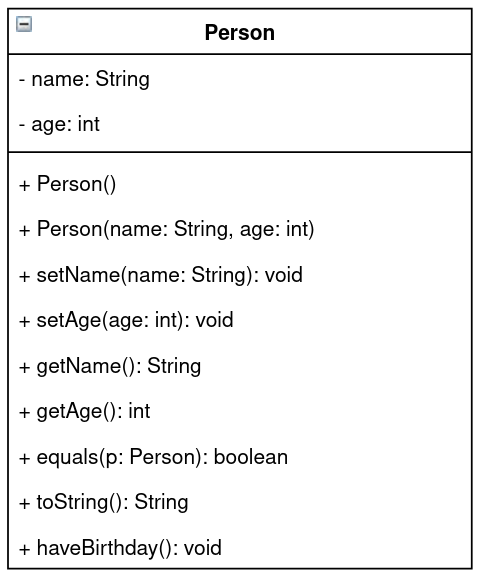 Person
- name: String
- age: int
+ Person()
+ Person(name: String, age: int)
+ setName(name: String): void
+ setAge(age: int): void
+ getName(): String
+ getAge(): int
+ equals(p: Person): boolean
+ toString(): String
+ haveBirthday(): void